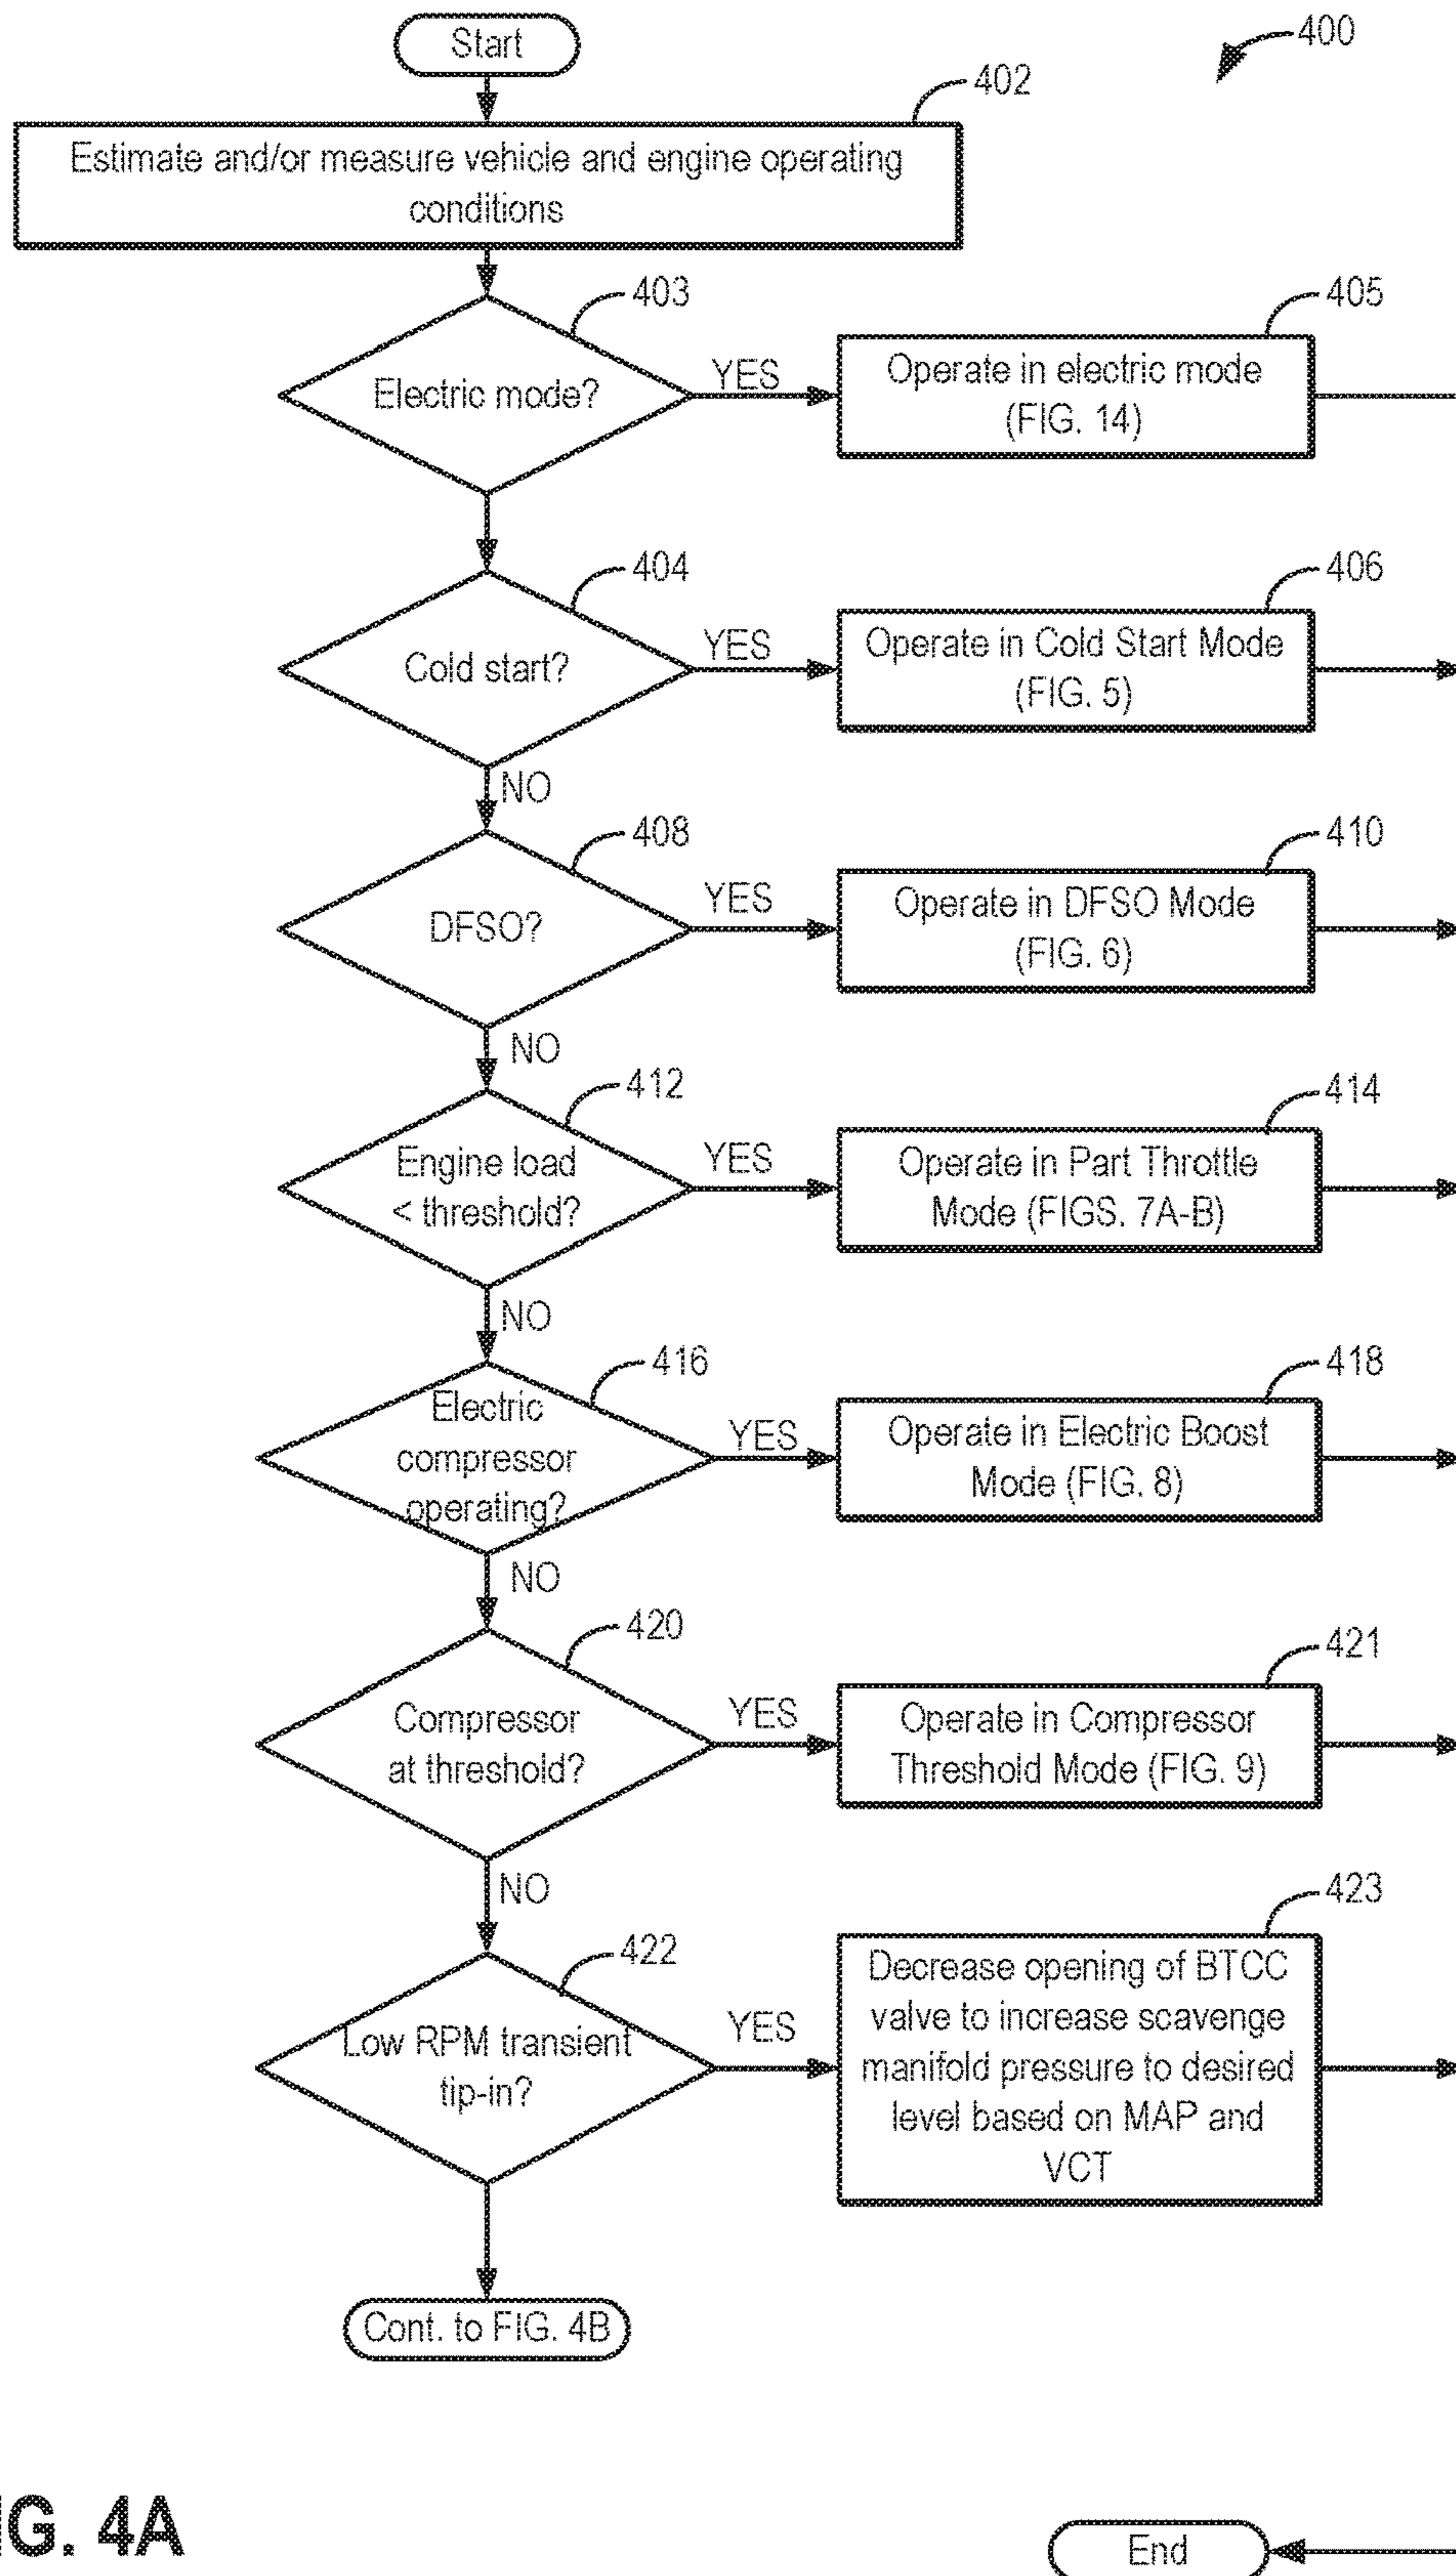 Start
400
402
Estimate and/or measure vehicle and engine operating
conditions
403
405
Electric mode?
YES
Operate in electric mode
(FIG. 14)
404
406
Cold start?
YES
Operate in Cold Start Mode
(FIG. 5)
NO
408
410
DFSO?
YES
Operate in DFSO Mode
(FIG. 6)
NO
412
414
Engine load
< threshold?
YES
Operate in Part Throttle
Mode (FIGS. 7A-B)
NO
416
418
Electric
compressor
operating?
YES
Operate in Electric Boost
Mode (FIG. 8)
NO
420
421
Compressor
at threshold?
YES
Operate in Compressor
Threshold Mode (FIG. 9)
NO
422
423
Low RPM transient
tip-in?
YES
Decrease opening of BTCC
valve to increase scavenge
manifold pressure to desired
level based on MAP and
VCT
Cont. to FIG. 4B
G. 4A
End